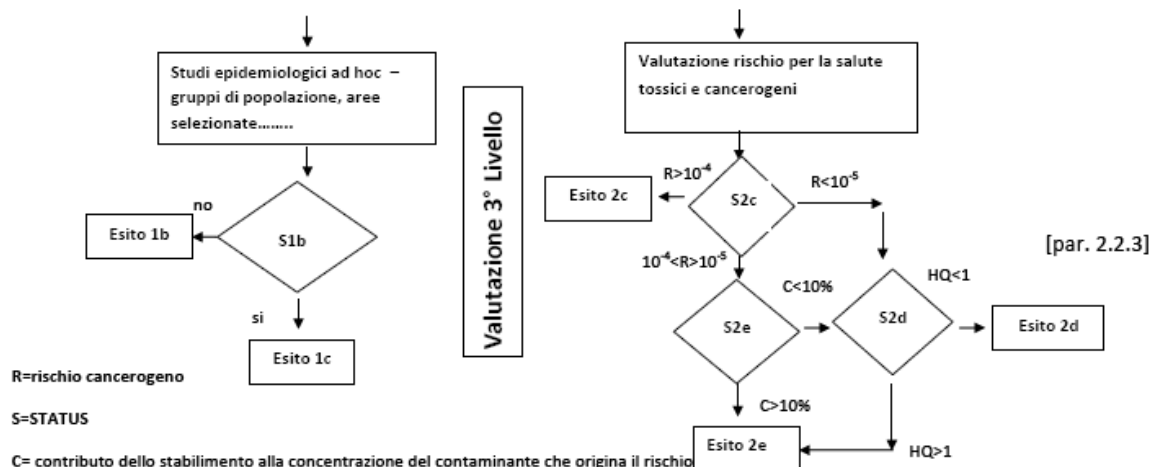 Studi epidemiologici ad hoc –
gruppi di popolazione, aree
selezionate........
no
Esito 1b
S1b
si
Esito 1c
Valutazione 3° Livello
Valutazione rischio per la salute
tossici e cancerogeni
R>10-4
R<10-5
Esito 2c
S2c
[par. 2.2.3]
10-4<R>10-5
C<10%
HQ<1
S2e
S2d
Esito 2d
C>10%
Esito 2e
HQ>1
R=rischio cancerogeno
S=STATUS
C= contributo dello stabilimento alla concentrazione del contaminante che origina il rischio